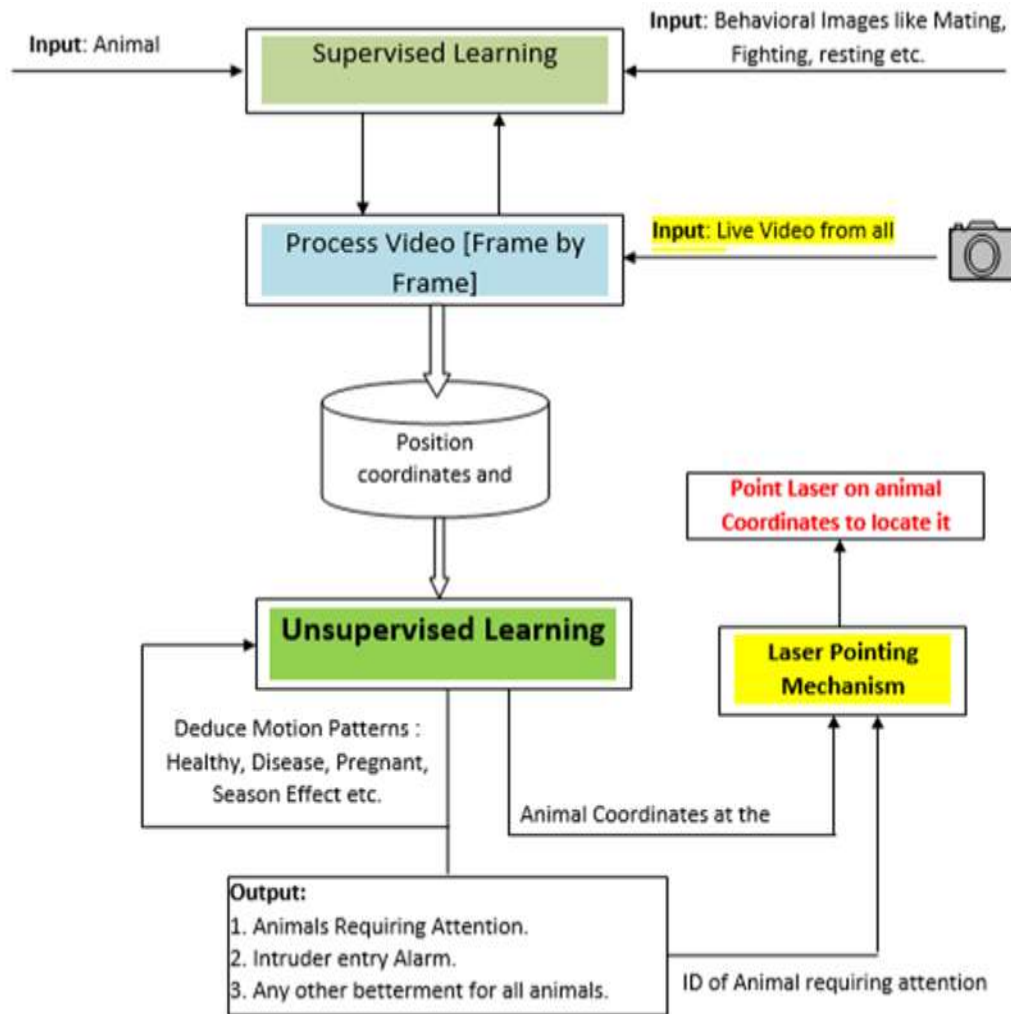 Input: Animal
Supervised Learning
Input: Behavioral Images like Mating,
Fighting, resting etc.
Process Video [Frame by
Frame]
Input: Live Video from all
Position
coordinates and
Point Laser on animal
Coordinates to locate it
Unsupervised Learning
Laser Pointing
Mechanism
Deduce Motion Patterns :
Healthy, Disease, Pregnant,
Season Effect etc.
Animal Coordinates at the
Output:
1. Animals Requiring Attention.
2. Intruder entry Alarm.
3. Any other betterment for all animals.
ID of Animal requiring attention